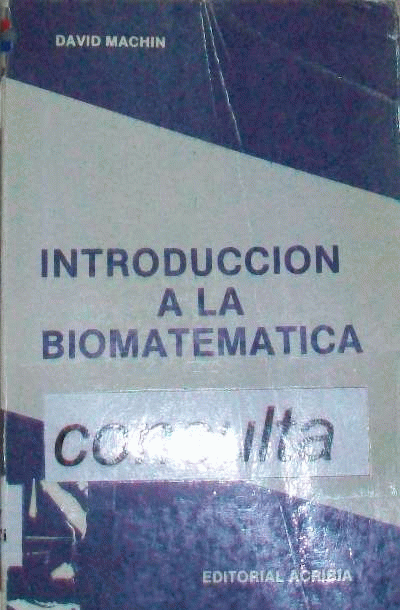 DAVID MACHIN
INTRODUCCION
A LA
BIOMATEMATICA
consulta
EDITORIAL ACRIBIA